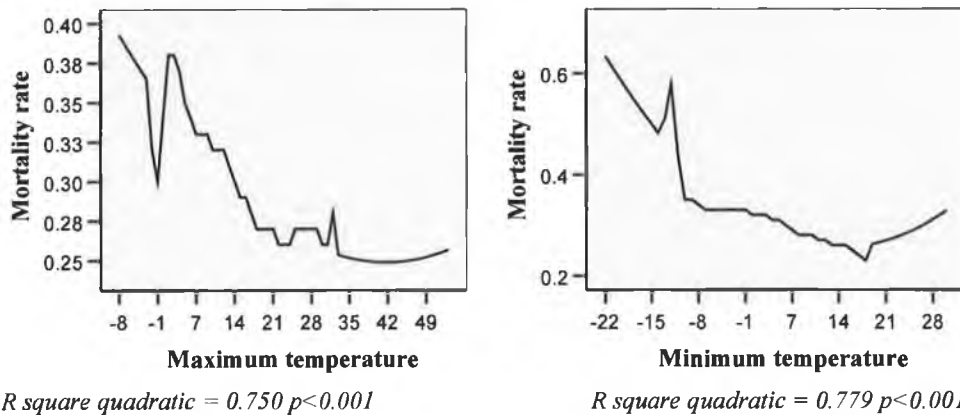 Mortality rate
0.40
0.38
0.35
0.33
0.30
0.28
0.25
-8 -1 7 14 21 28 35 42 49
Maximum temperature
R square quadratic = 0.750 p<0.001
Mortality rate
0.6
0.4
0.2
-22 -15 -8 -1 7 14 21 28
Minimum temperature
R square quadratic = 0.779 p<0.001